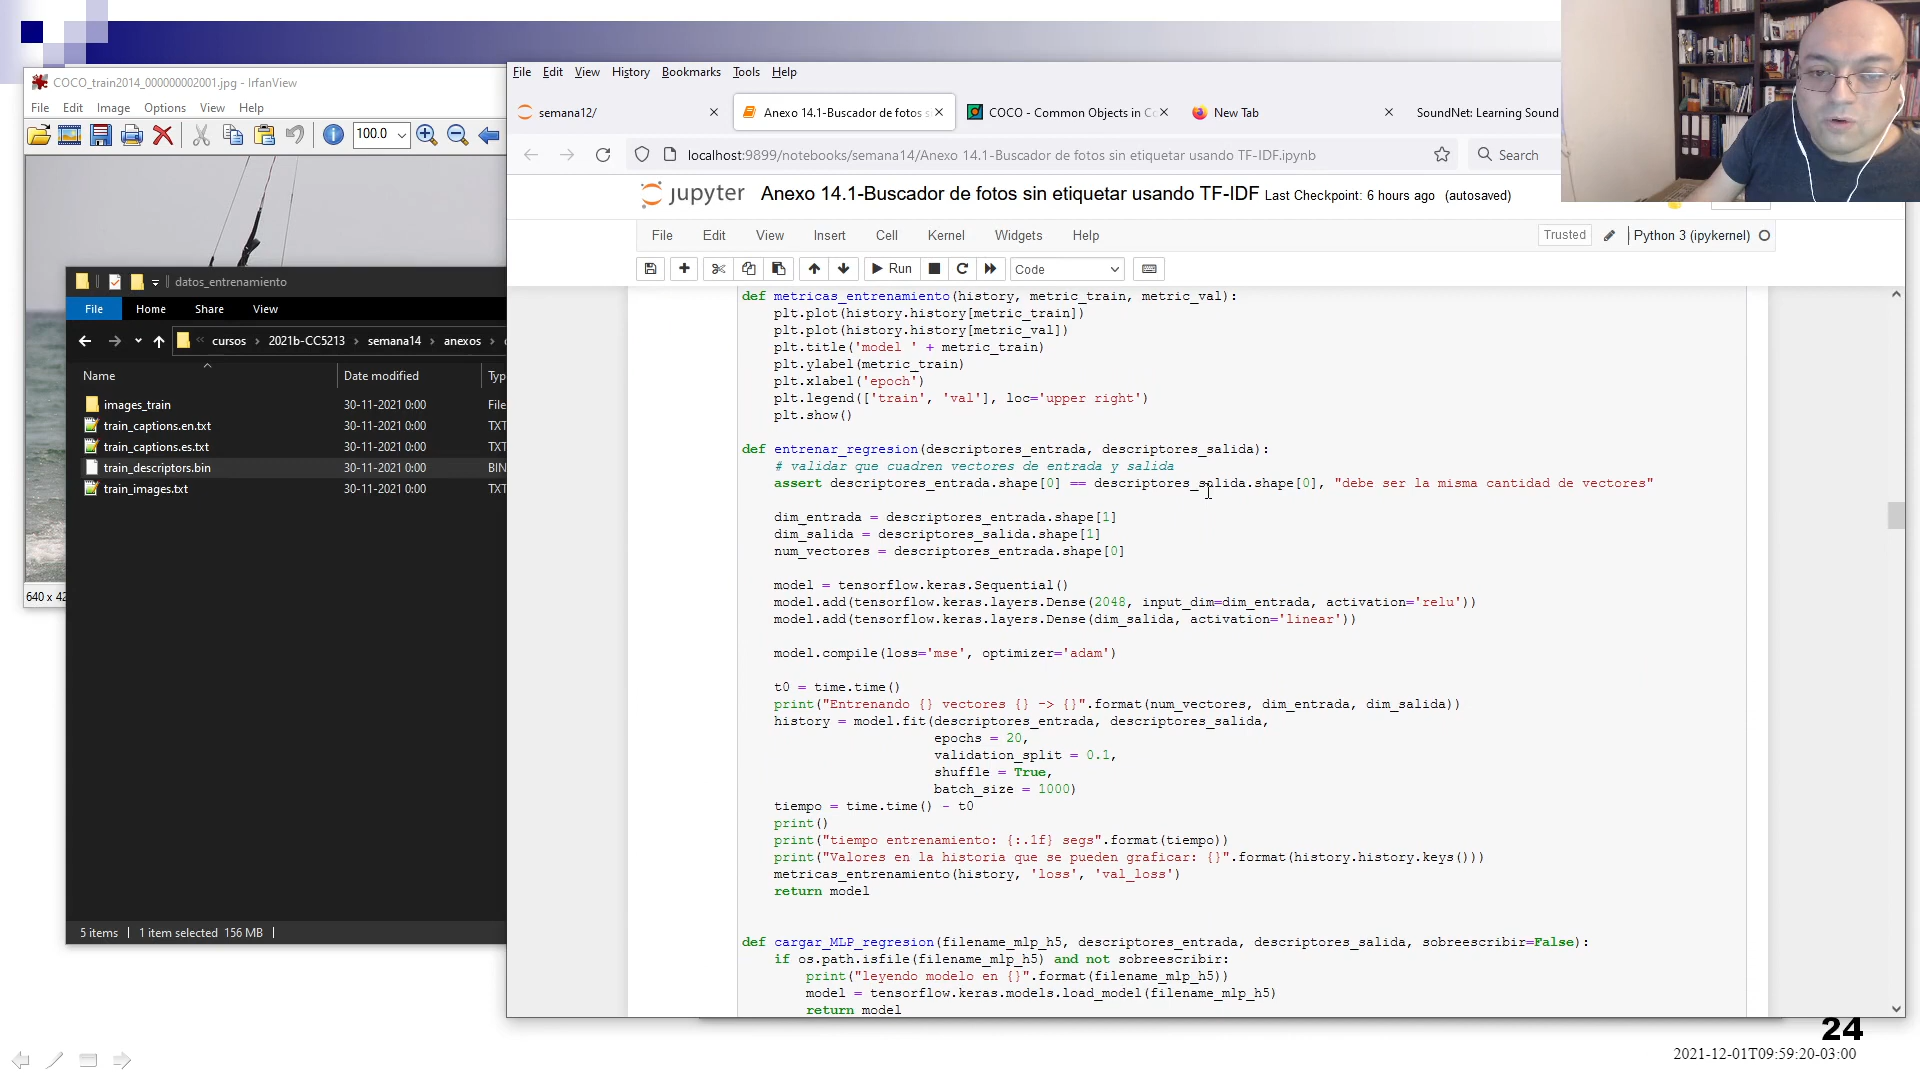 COCO_train2014_000000002001.jpg - IrfanView
File Edit Image Options View Help
100.0
640 x 42
datos_entrenamiento
File Home Share View
cursos › 2021b-CC5213 › semana14 › anexos ›
Name Date modified Typ
images_train 30-11-2021 0:00 File
train_captions.en.txt 30-11-2021 0:00 TXT
train_captions.es.txt 30-11-2021 0:00 TXT
train_descriptors.bin 30-11-2021 0:00 BIN
train_images.txt 30-11-2021 0:00 TXT
5 items 1 item selected 156 MB
File Edit View History Bookmarks Tools Help
semana12/
Anexo 14.1-Buscador de fotos s
COCO - Common Objects in Co
New Tab
SoundNet: Learning Sound
localhost:9899/notebooks/semana14/Anexo 14.1-Buscador de fotos sin etiquetar usando TF-IDF.ipynb
Search
jupyter Anexo 14.1-Buscador de fotos sin etiquetar usando TF-IDF Last Checkpoint: 6 hours ago (autosaved)
File Edit View Insert Cell Kernel Widgets Help
Trusted Python 3 (ipykernel)
Run Code
def metricas_entrenamiento(history, metric_train, metric_val):
    plt.plot(history.history[metric_train])
    plt.plot(history.history[metric_val])
    plt.title('model ' + metric_train)
    plt.ylabel(metric_train)
    plt.xlabel('epoch')
    plt.legend(['train', 'val'], loc='upper right')
    plt.show()
def entrenar_regresion(descriptores_entrada, descriptores_salida):
    # validar que cuadren vectores de entrada y salida
    assert descriptores_entrada.shape[0] == descriptores_salida.shape[0], "debe ser la misma cantidad de vectores"
    dim_entrada = descriptores_entrada.shape[1]
    dim_salida = descriptores_salida.shape[1]
    num_vectores = descriptores_entrada.shape[0]
    model = tensorflow.keras.Sequential()
    model.add(tensorflow.keras.layers.Dense(2048, input_dim=dim_entrada, activation='relu'))
    model.add(tensorflow.keras.layers.Dense(dim_salida, activation='linear'))
    model.compile(loss='mse', optimizer='adam')
    t0 = time.time()
    print("Entrenando {} vectores {} -> {}".format(num_vectores, dim_entrada, dim_salida))
    history = model.fit(descriptores_entrada, descriptores_salida,
                        epochs = 20,
                        validation_split = 0.1,
                        shuffle = True,
                        batch_size = 1000)
    tiempo = time.time() - t0
    print()
    print("tiempo entrenamiento: {:.1f} segs".format(tiempo))
    print("Valores en la historia que se pueden graficar: {}".format(history.history.keys()))
    metricas_entrenamiento(history, 'loss', 'val_loss')
    return model
def cargar_MLP_regresion(filename_mlp_h5, descriptores_entrada, descriptores_salida, sobreescribir=False):
    if os.path.isfile(filename_mlp_h5) and not sobreescribir:
        print("leyendo modelo en {}".format(filename_mlp_h5))
        model = tensorflow.keras.models.load_model(filename_mlp_h5)
        return model
24
2021-12-01T09:59:20-03:00